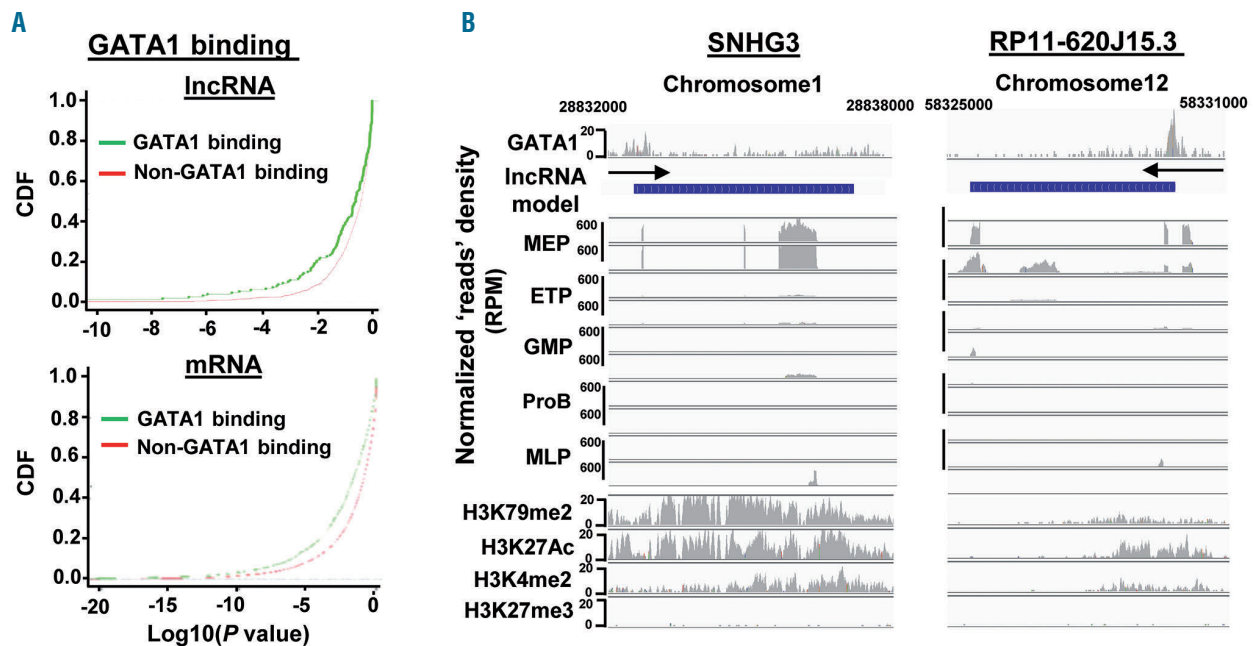 A
GATA1 binding
lncRNA
1.0
0.8
0.6
0.4
0.2
0.0
CDF
GATA1 binding
Non-GATA1 binding
-10 -8 -6 -4 -2 0
mRNA
1.0
0.8
0.6
0.4
0.2
0.0
CDF
GATA1 binding
Non-GATA1 binding
-20 -15 -10 -5 0
Log10(P value)
B
SNHG3
RP11-620J15.3
Chromosome1
Chromosome12
28832000 28838000
58325000 58331000
Normalized ‘reads’ density
(RPM)
GATA1
20
0
lncRNA
model
MEP
600
600
ETP
600
600
GMP
600
600
ProB
600
600
MLP
600
600
H3K79me2
20
0
H3K27Ac
20
0
H3K4me2
20
0
H3K27me3
20
0